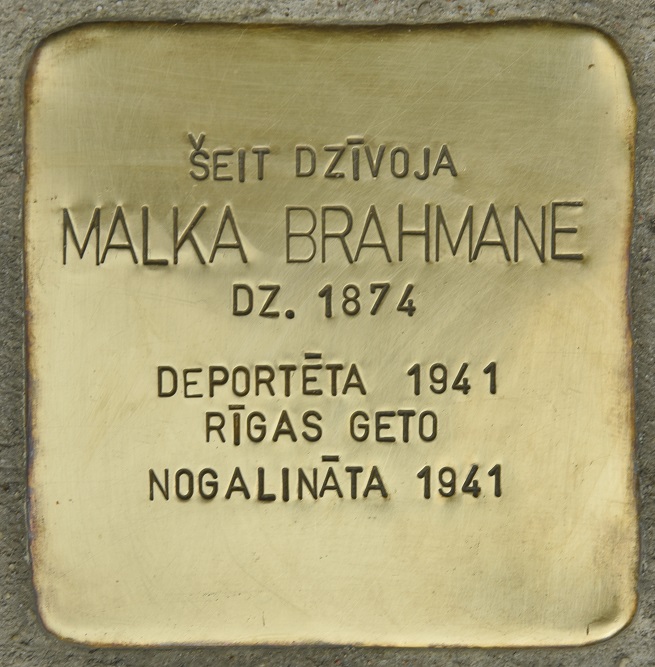 ŠEIT DZĪVOJA
MALKA BRAHMANE
DZ. 1874
DEPORTĒTA 1941
RĪGAS GETO
NOGALINĀTA 1941